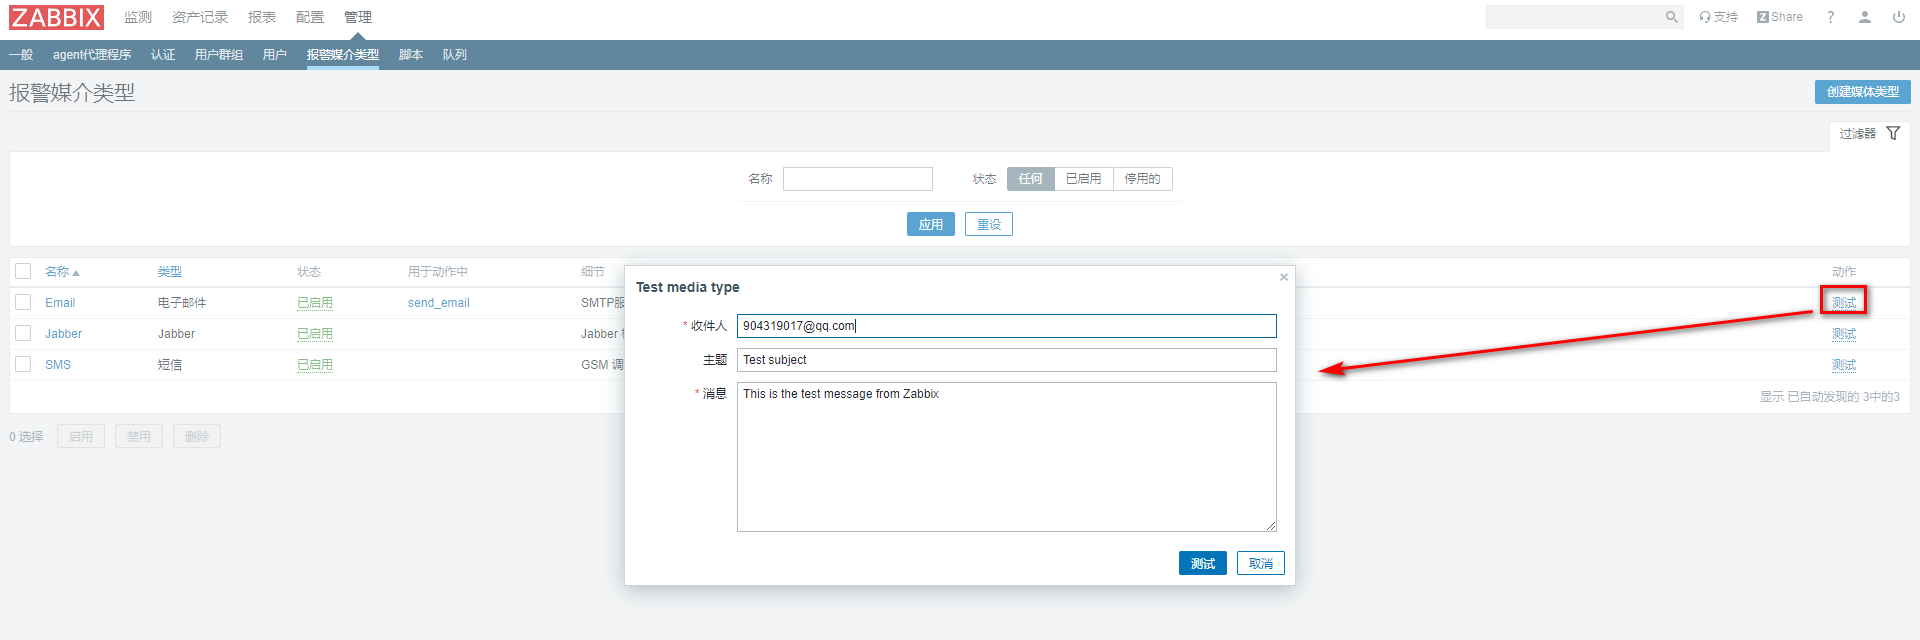 ZABBIX 监测 资产记录 报表 配置 管理 支持 Z Share ?
一般 agent代理程序 认证 用户群组 用户 报警媒介类型 脚本 队列
报警媒介类型 创建媒体类型
过滤器
名称 状态 任何 已启用 停用的
应用 重设
名称 类型 状态 用于动作中 细节 动作
Email 电子邮件 已启用 send_email SMTP服 测试
Jabber Jabber 已启用 Jabber 测试
SMS 短信 已启用 GSM 调 测试
显示 已自动发现的 3中的3
0 选择 启用 禁用 删除
Test media type
* 收件人 904319017@qq.com
主题 Test subject
* 消息 This is the test message from Zabbix
测试 取消